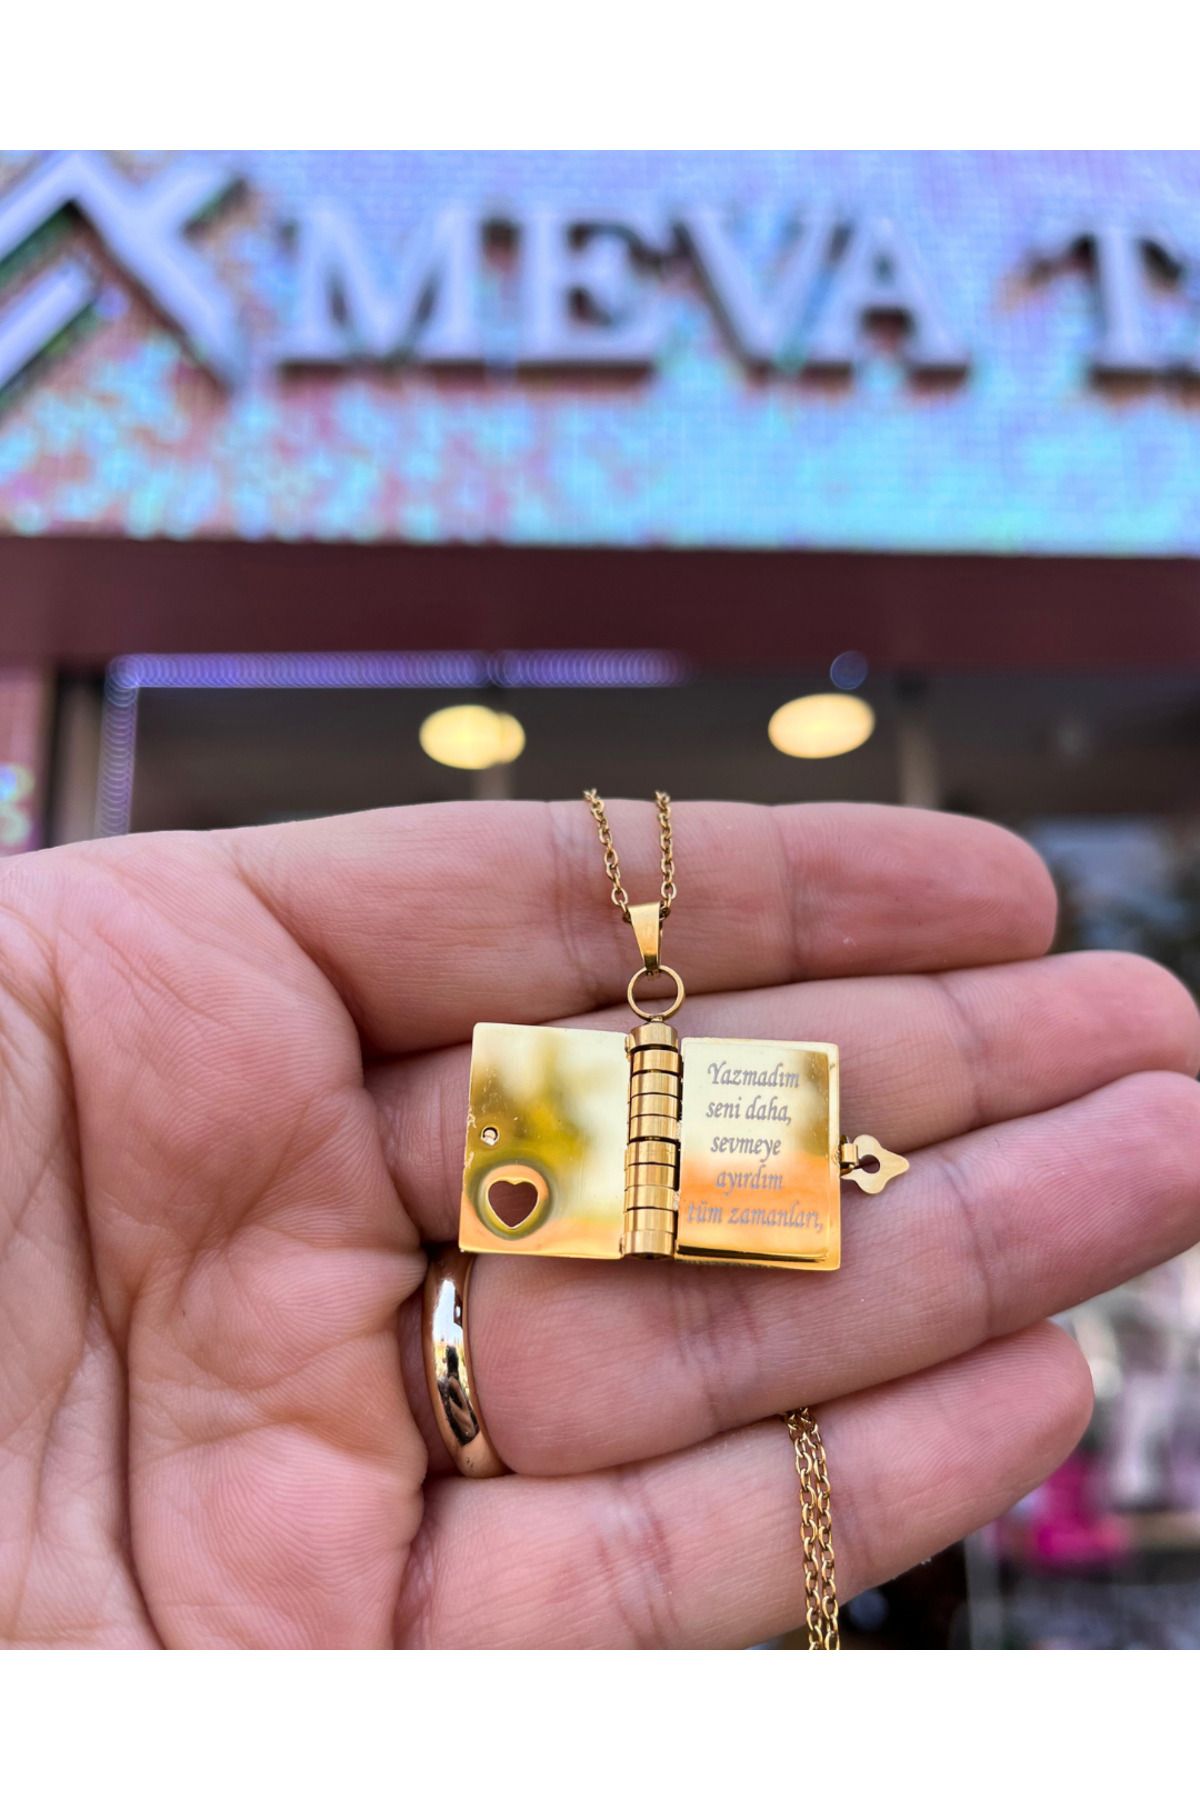 MEVA T
Yazmadım
seni daha,
sevmeye
ayırdım
tüm zamanları,